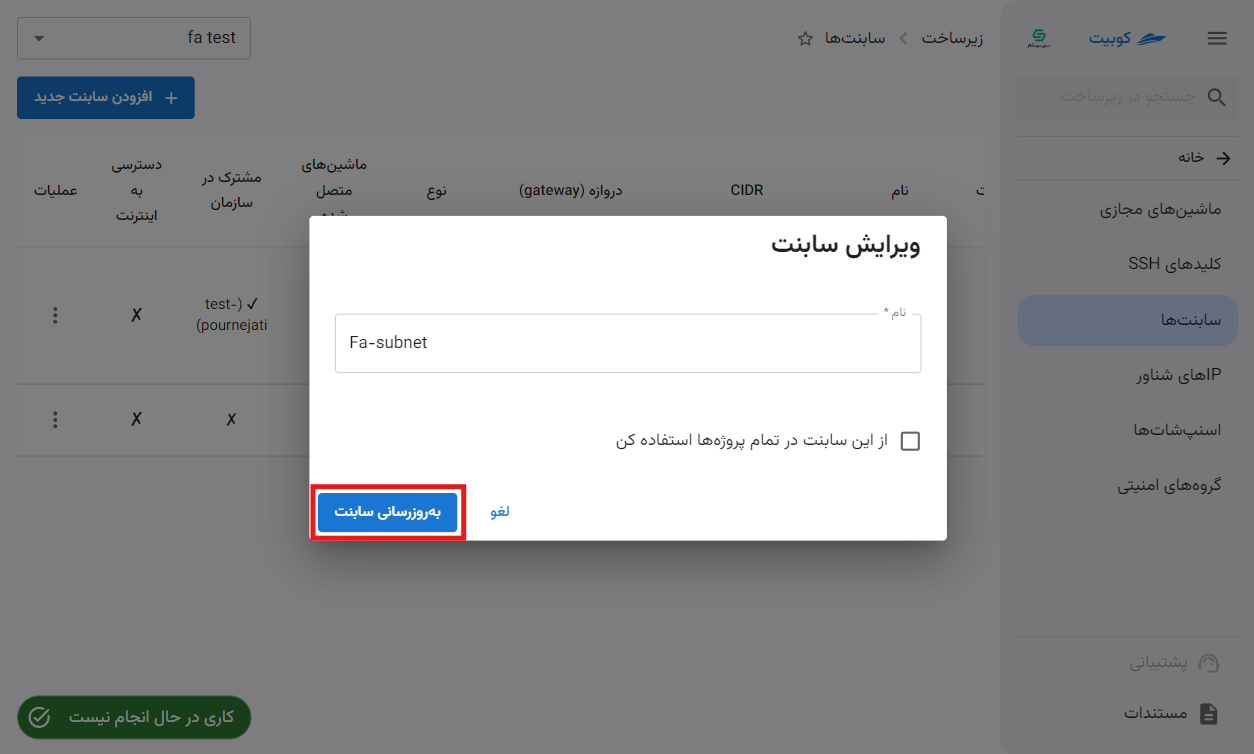 کوبیت
جستجو در زیرساخت
خانه
ماشین‌های مجازی
کلیدهای SSH
سابنت‌ها
IPهای شناور
اسنپ‌شات‌ها
گروه‌های امنیتی
پشتیبانی
مستندات
زیرساخت
سابنت‌ها
fa test
افزودن سابنت جدید
نام
CIDR
دروازه (gateway)
نوع
ماشین‌های
متصل
شده
مشترک در
سازمان
دسترسی
به
اینترنت
عملیات
✓ (test-
pournejati)
✗
✗
✗
ویرایش سابنت
نام *
Fa-subnet
از این سابنت در تمام پروژه‌ها استفاده کن
لغو
به‌روزرسانی سابنت
کاری در حال انجام نیست